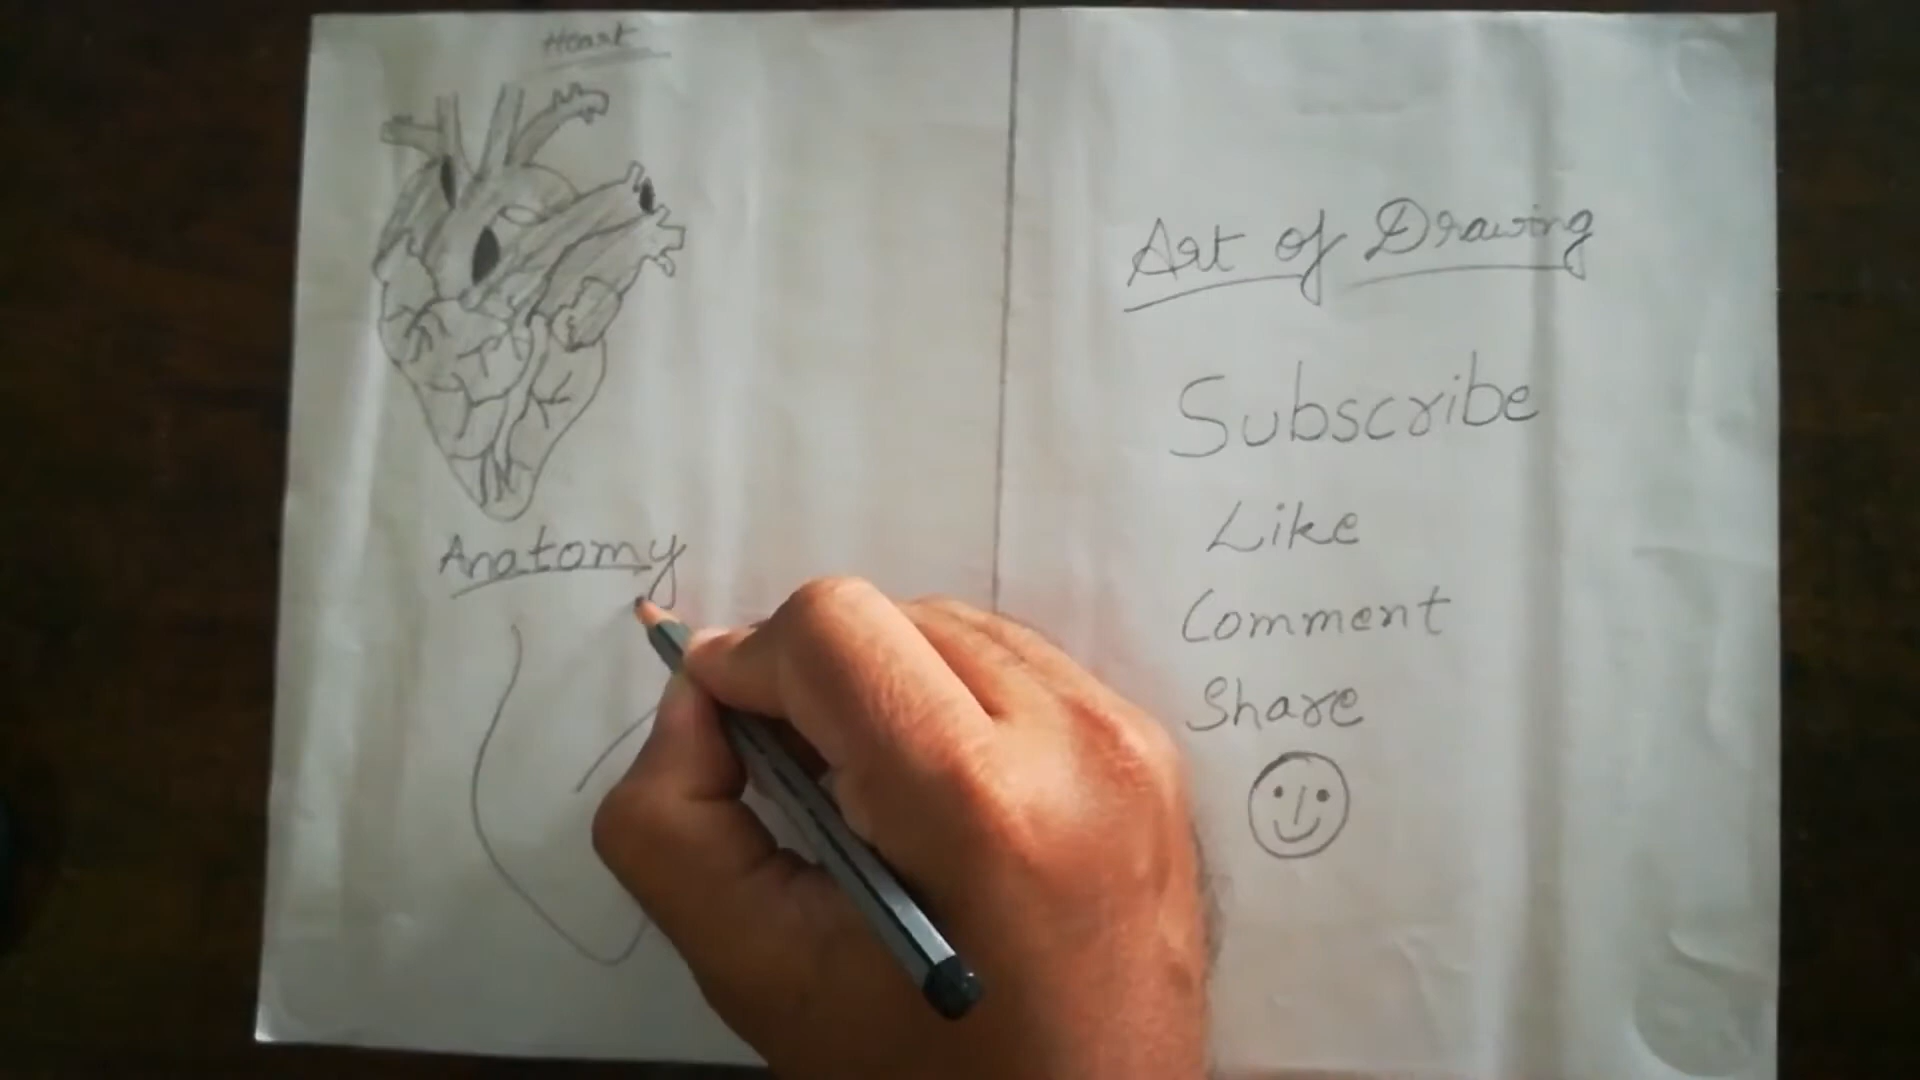 Heart
Anatomy
Art of Drawing
Subscribe
Like
Comment
Share